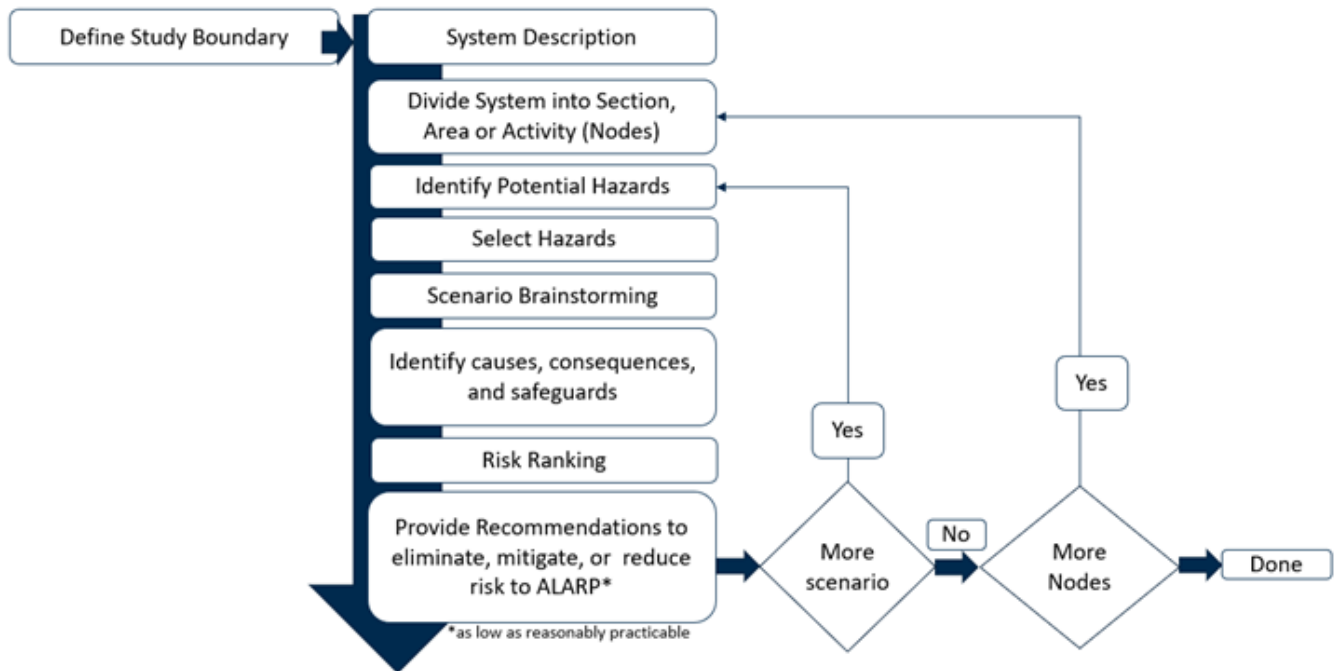 Define Study Boundary
System Description
Divide System into Section,
Area or Activity (Nodes)
Identify Potential Hazards
Select Hazards
Scenario Brainstorming
Identify causes, consequences,
and safeguards
Risk Ranking
Provide Recommendations to
eliminate, mitigate, or reduce
risk to ALARP*
*as low as reasonably practicable
Yes
More
scenario
No
Yes
More
Nodes
Done